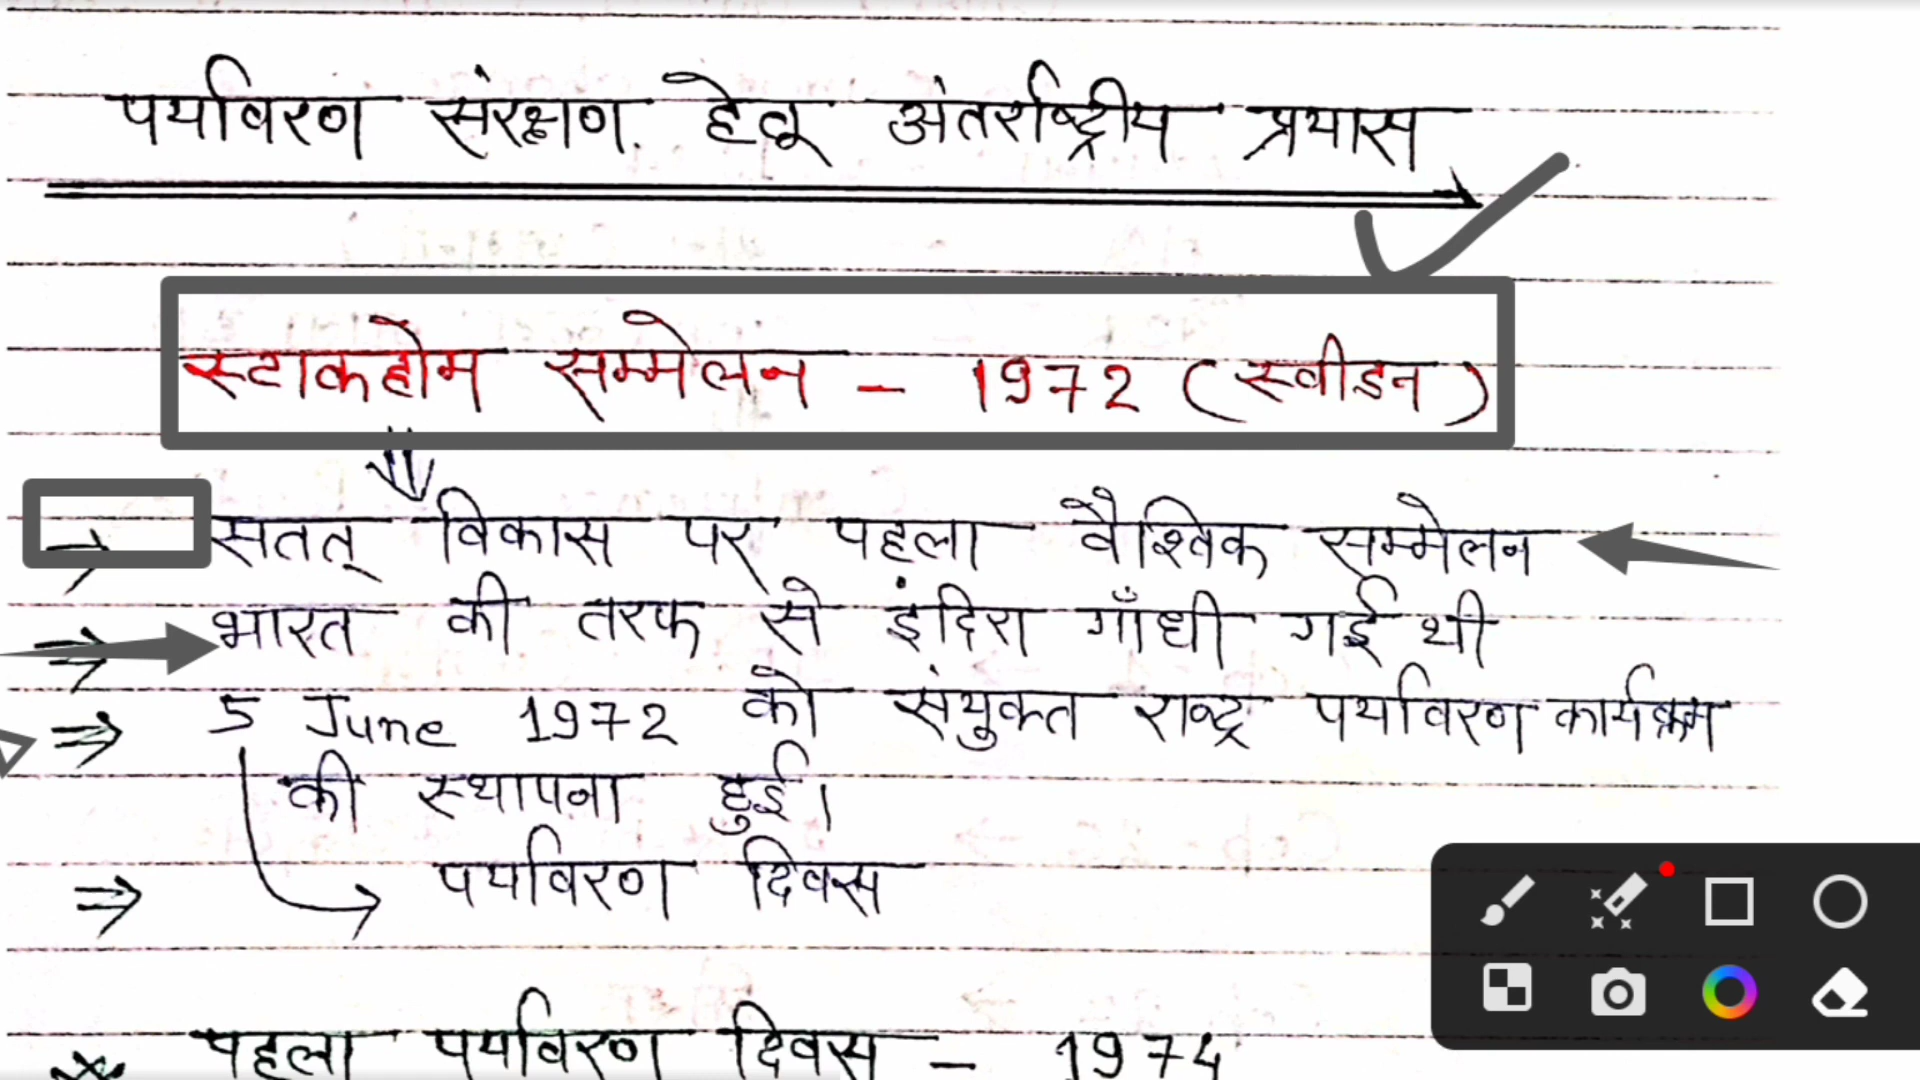 पर्यावरण संरक्षण हेतू अंतर्राष्ट्रीय प्रयास
स्टाकहोम सम्मेलन - 1972 (स्वीडन)
→ सतत् विकास पर पहला वैश्विक सम्मेलन
⇒ भारत की तरफ से इंदिरा गाँधी गई थी
⇒ 5 June 1972 को संयुक्त राष्ट्र पर्यावरण कार्यक्रम
की स्थापना हुई।
⇒ → पर्यावरण दिवस
पहला पर्यावरण दिवस - 1974